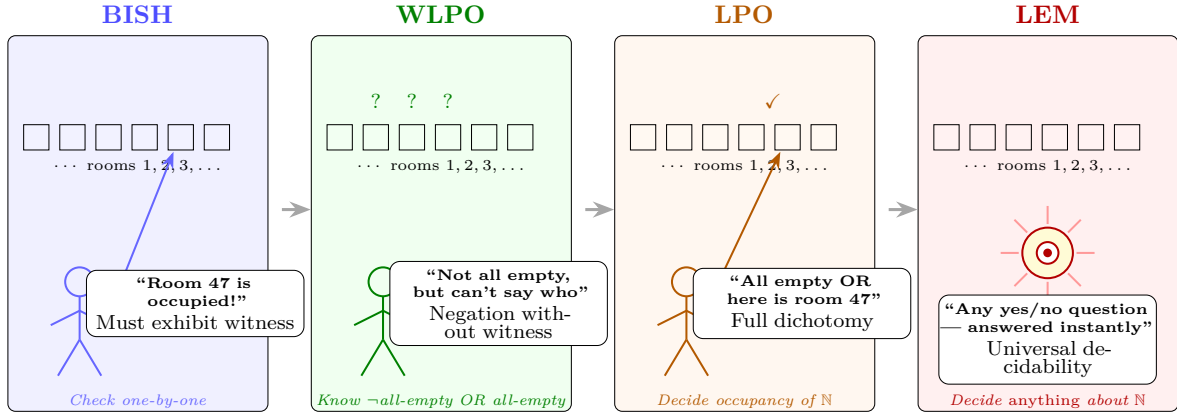 BISH
· · · rooms 1, 2, 3, . . .
“Room 47 is
occupied!”
Must exhibit witness
Check one-by-one
WLPO
? ? ?
· · · rooms 1, 2, 3, . . .
“Not all empty,
but can’t say who”
Negation with-
out witness
Know ¬all-empty OR all-empty
LPO
✓
· · · rooms 1, 2, 3, . . .
“All empty OR
here is room 47”
Full dichotomy
Decide occupancy of ℕ
LEM
· · · rooms 1, 2, 3, . . .
“Any yes/no question
— answered instantly”
Universal de-
cidability
Decide anything about ℕ